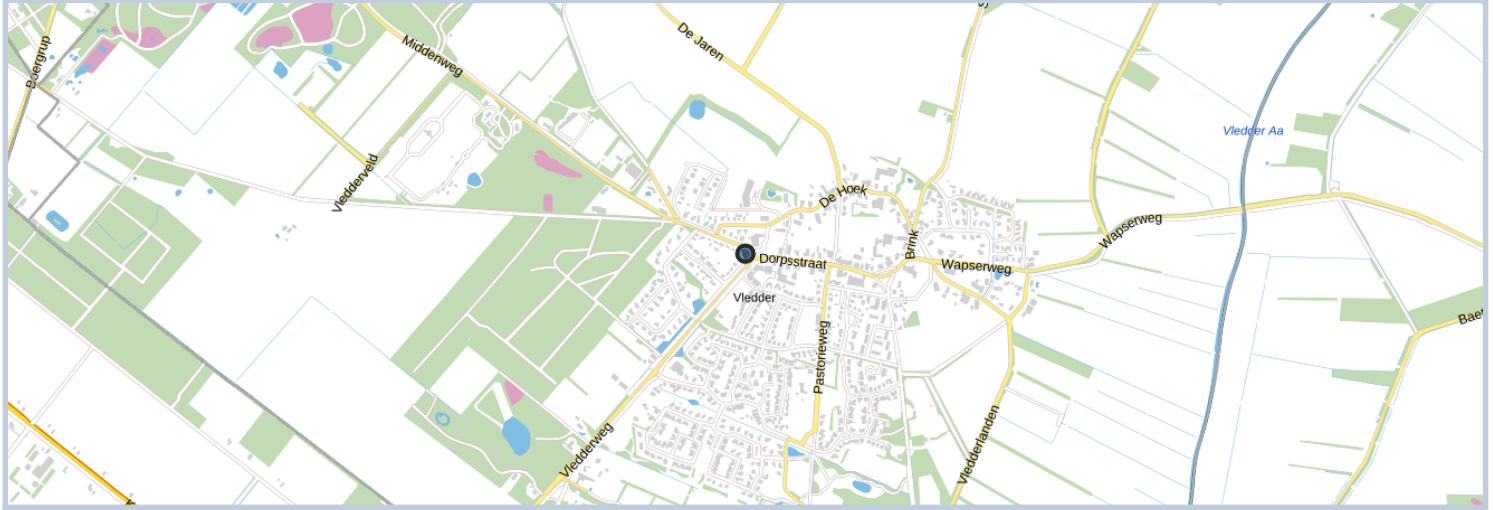 De Jaren
Middenweg
Boergrup
Vledder Aa
Vledderveld
De Hoek
Wapserweg
Brink
Dorpsstraat
Wapserweg
Vledder
Pastorieweg
Vledderlanden
Vledderweg